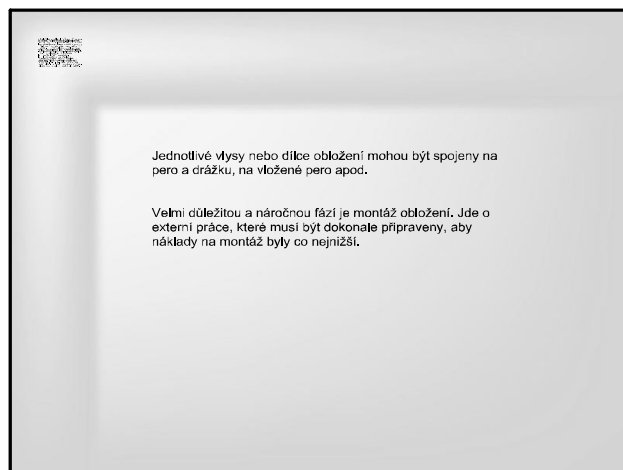 Jednotlivé vlysy nebo dílce obložení mohou být spojeny na
pero a drážku, na vložené pero apod.
Velmi důležitou a náročnou fází je montáž obložení. Jde o
externí práce, které musí být dokonale připraveny, aby
náklady na montáž byly co nejnižší.